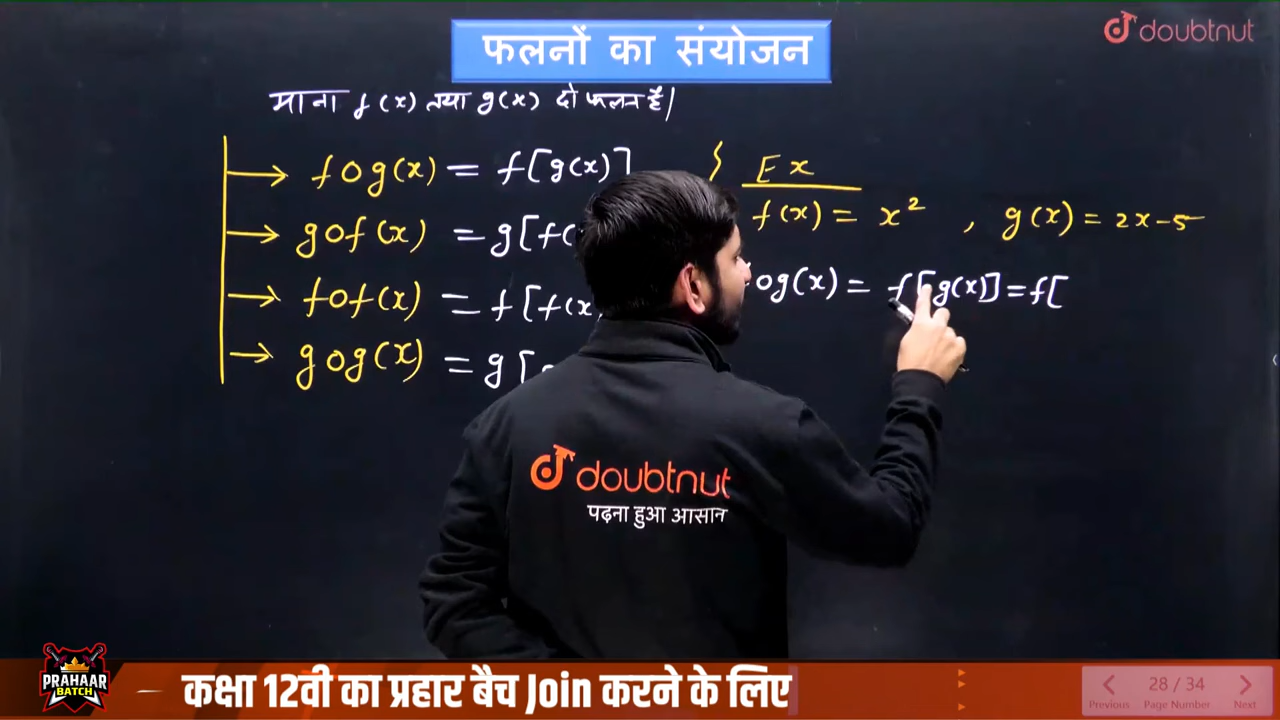 फलनों का संयोजन
doubtnut
माना f(x) तथा g(x) दो फलन हैं।
→ fog(x) = f[g(x)]
→ gof(x) = g[f(
→ fof(x) = f[f(x
→ gog(x) = g[
Ex
f(x) = x² , g(x) = 2x-5
og(x) = f[g(x)] = f[
doubtnut
पढ़ना हुआ आसान
PRAHAAR
BATCH
कक्षा 12वी का प्रहार बैच Join करने के लिए
28 / 34
Previous Page Number Next